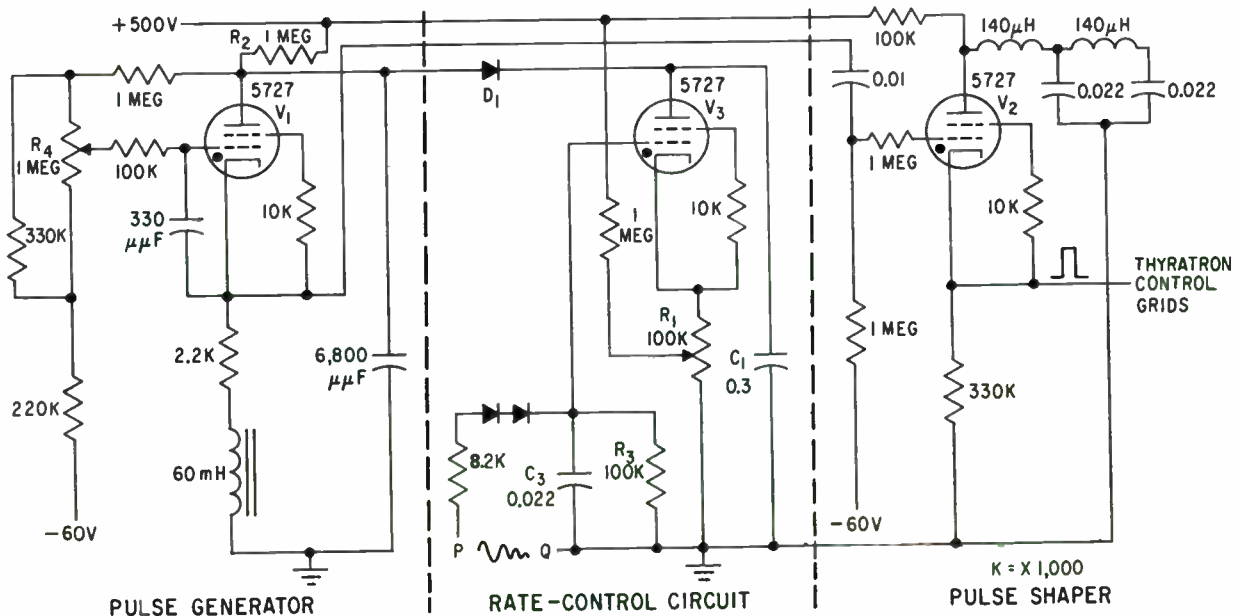 +500V
R2
1 MEG
1 MEG
5727
V1
R4
1 MEG
100K
330
μμF
10K
330K
2.2K
6,800
μμF
220K
60mH
-60V
PULSE GENERATOR
D1
5727
V3
1
MEG
10K
R1
100K
C1
0.3
8.2K
C3
0.022
R3
100K
P
Q
RATE-CONTROL CIRCUIT
100K
140μH
140μH
0.01
5727
V2
0.022
0.022
1 MEG
10K
THYRATRON
CONTROL
GRIDS
1 MEG
330K
-60V
K = X 1,000
PULSE SHAPER